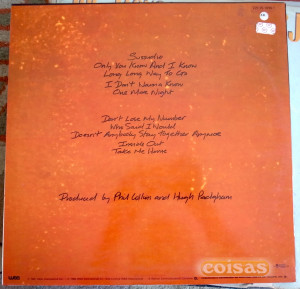 Sussudio
Only You Know And I Know
Long Long Way To Go
I Don't Wanna Know
One More Night
Don't Lose My Number
Who Said I Would
Doesn't Anybody Stay Together Anymore
Inside Out
Take Me Home
Produced by Phil Collins and Hugh Padgham
coisas